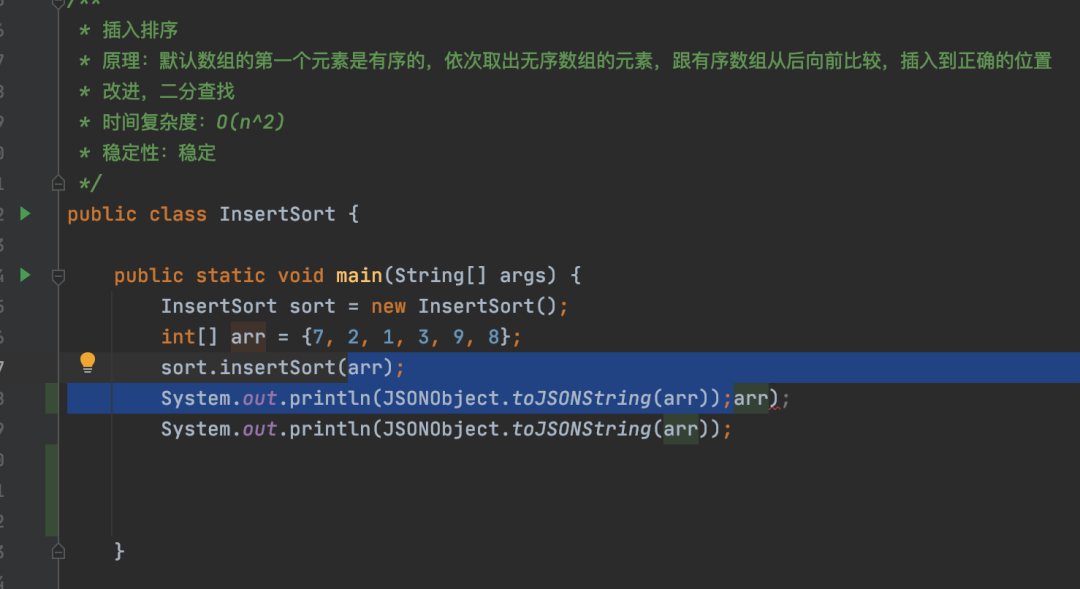 /**
* 插入排序
* 原理：默认数组的第一个元素是有序的，依次取出无序数组的元素，跟有序数组从后向前比较，插入到正确的位置
* 改进，二分查找
* 时间复杂度：O(n^2)
* 稳定性：稳定
*/
public class InsertSort {
public static void main(String[] args) {
InsertSort sort = new InsertSort();
int[] arr = {7, 2, 1, 3, 9, 8};
sort.insertSort(arr);
System.out.println(JSONObject.toJSONString(arr));arr);
System.out.println(JSONObject.toJSONString(arr));
}